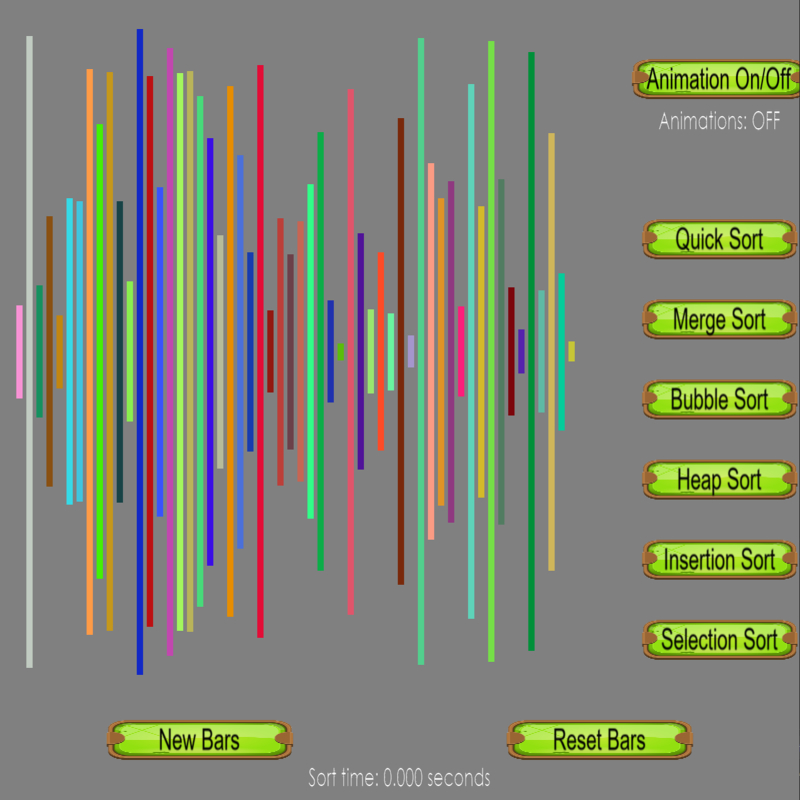 Animation On/Off
Animations: OFF
Quick Sort
Merge Sort
Bubble Sort
Heap Sort
Insertion Sort
Selection Sort
New Bars
Reset Bars
Sort time: 0.000 seconds